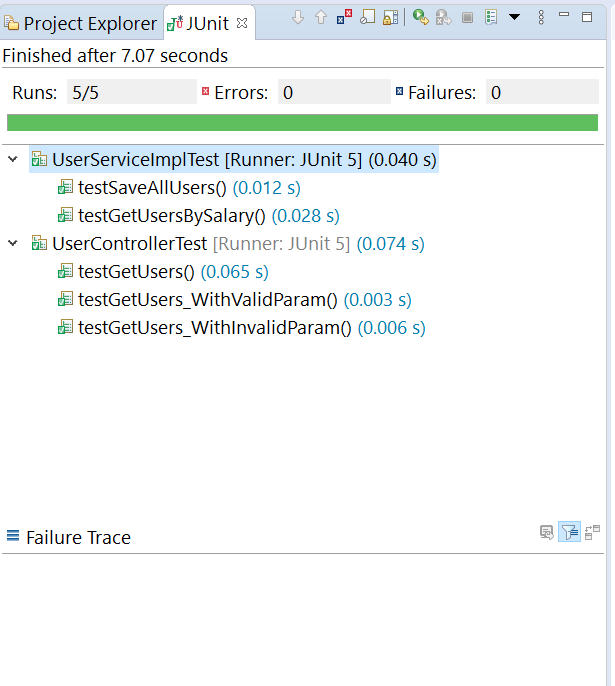 Project Explorer JUnit
Finished after 7.07 seconds
Runs: 5/5 Errors: 0 Failures: 0
UserServiceImplTest [Runner: JUnit 5] (0.040 s)
testSaveAllUsers() (0.012 s)
testGetUsersBySalary() (0.028 s)
UserControllerTest [Runner: JUnit 5] (0.074 s)
testGetUsers() (0.065 s)
testGetUsers_WithValidParam() (0.003 s)
testGetUsers_WithInvalidParam() (0.006 s)
Failure Trace